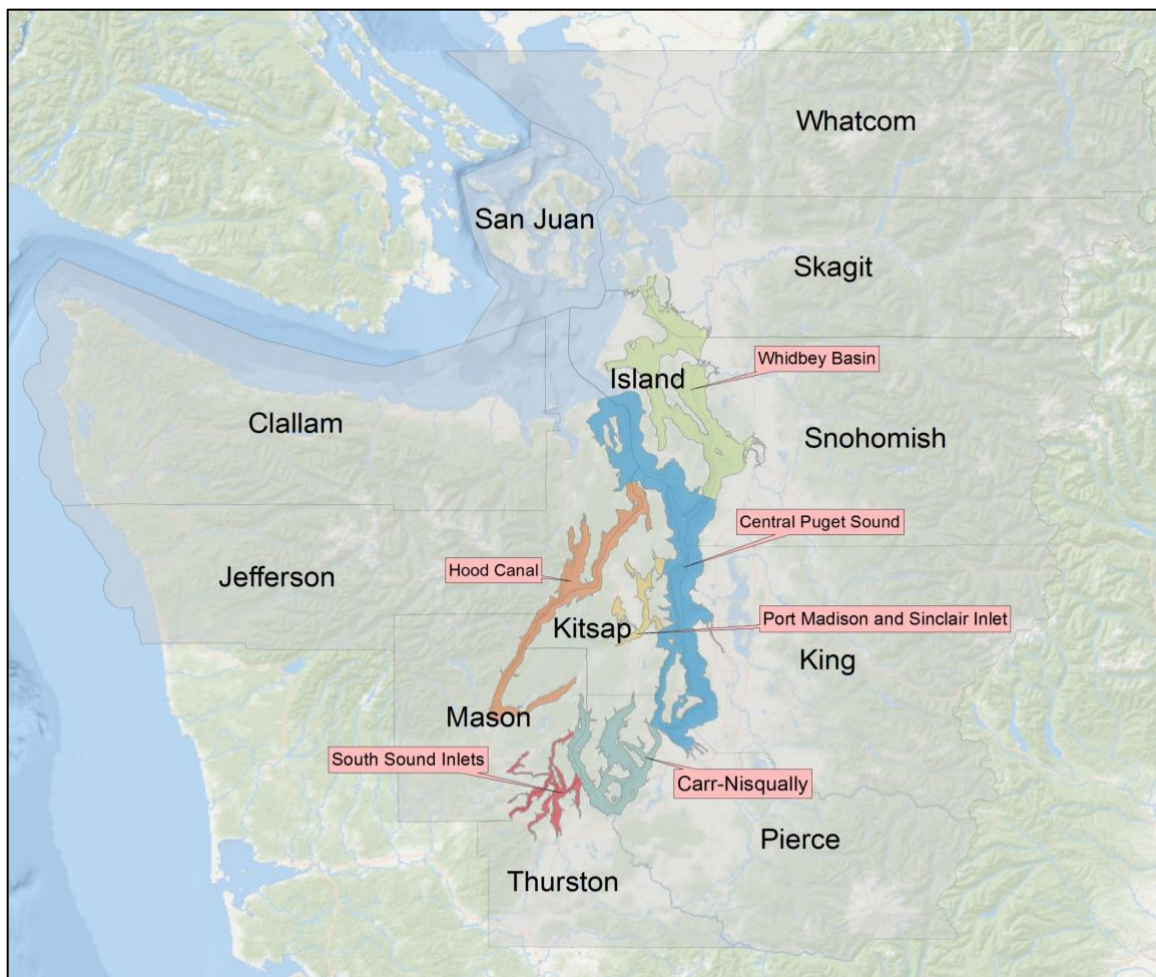 Whatcom
San Juan
Skagit
Whidbey Basin
Island
Clallam
Snohomish
Central Puget Sound
Hood Canal
Jefferson
Port Madison and Sinclair Inlet
Kitsap
King
Mason
South Sound Inlets
Carr-Nisqually
Pierce
Thurston